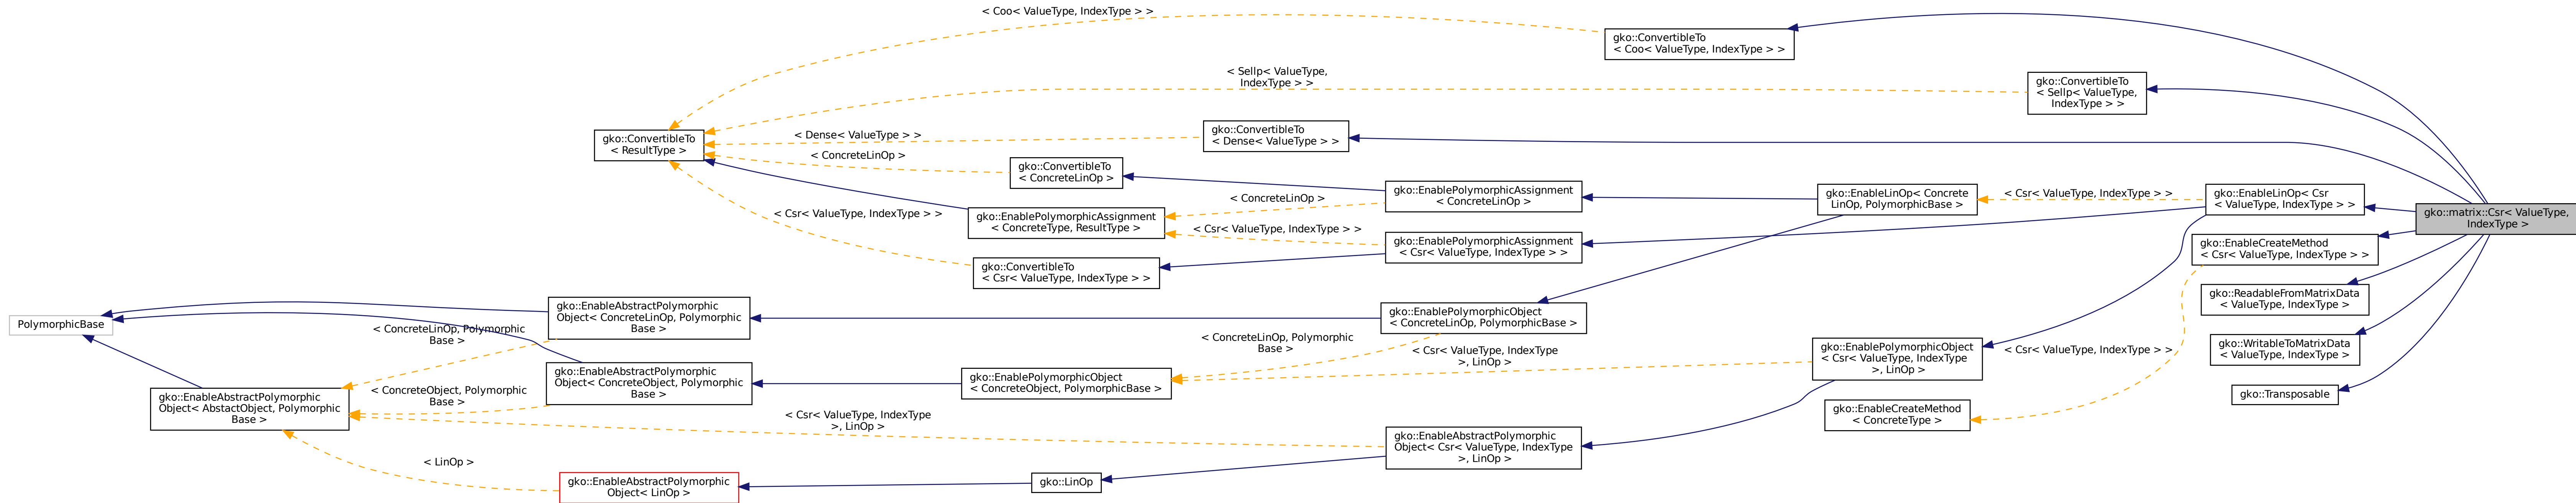 < Coo< ValueType, IndexType > >
gko::ConvertibleTo
< Coo< ValueType, IndexType > >
< Sellp< ValueType,
IndexType > >
gko::ConvertibleTo
< Sellp< ValueType,
IndexType > >
gko::ConvertibleTo
< ResultType >
< Dense< ValueType > >
gko::ConvertibleTo
< Dense< ValueType > >
< ConcreteLinOp >
gko::ConvertibleTo
< ConcreteLinOp >
gko::EnablePolymorphicAssignment
< ConcreteLinOp >
gko::EnableLinOp< Concrete
LinOp, PolymorphicBase >
< Csr< ValueType, IndexType > >
gko::EnableLinOp< Csr
< ValueType, IndexType > >
gko::matrix::Csr< ValueType,
IndexType >
< Csr< ValueType, IndexType > >
gko::EnablePolymorphicAssignment
< ConcreteType, ResultType >
< ConcreteLinOp >
< Csr< ValueType, IndexType > >
gko::EnablePolymorphicAssignment
< Csr< ValueType, IndexType > >
gko::EnableCreateMethod
< Csr< ValueType, IndexType > >
gko::ConvertibleTo
< Csr< ValueType, IndexType > >
gko::ReadableFromMatrixData
< ValueType, IndexType >
PolymorphicBase
gko::EnableAbstractPolymorphic
Object< ConcreteLinOp, Polymorphic
Base >
gko::EnablePolymorphicObject
< ConcreteLinOp, PolymorphicBase >
< ConcreteLinOp, Polymorphic
Base >
< ConcreteLinOp, Polymorphic
Base >
< Csr< ValueType, IndexType
>, LinOp >
gko::EnablePolymorphicObject
< Csr< ValueType, IndexType
>, LinOp >
< Csr< ValueType, IndexType > >
gko::WritableToMatrixData
< ValueType, IndexType >
gko::EnableAbstractPolymorphic
Object< ConcreteObject, Polymorphic
Base >
gko::EnablePolymorphicObject
< ConcreteObject, PolymorphicBase >
gko::Transposable
gko::EnableAbstractPolymorphic
Object< AbstactObject, Polymorphic
Base >
< ConcreteObject, Polymorphic
Base >
< Csr< ValueType, IndexType
>, LinOp >
gko::EnableCreateMethod
< ConcreteType >
gko::EnableAbstractPolymorphic
Object< Csr< ValueType, IndexType
>, LinOp >
< LinOp >
gko::EnableAbstractPolymorphic
Object< LinOp >
gko::LinOp